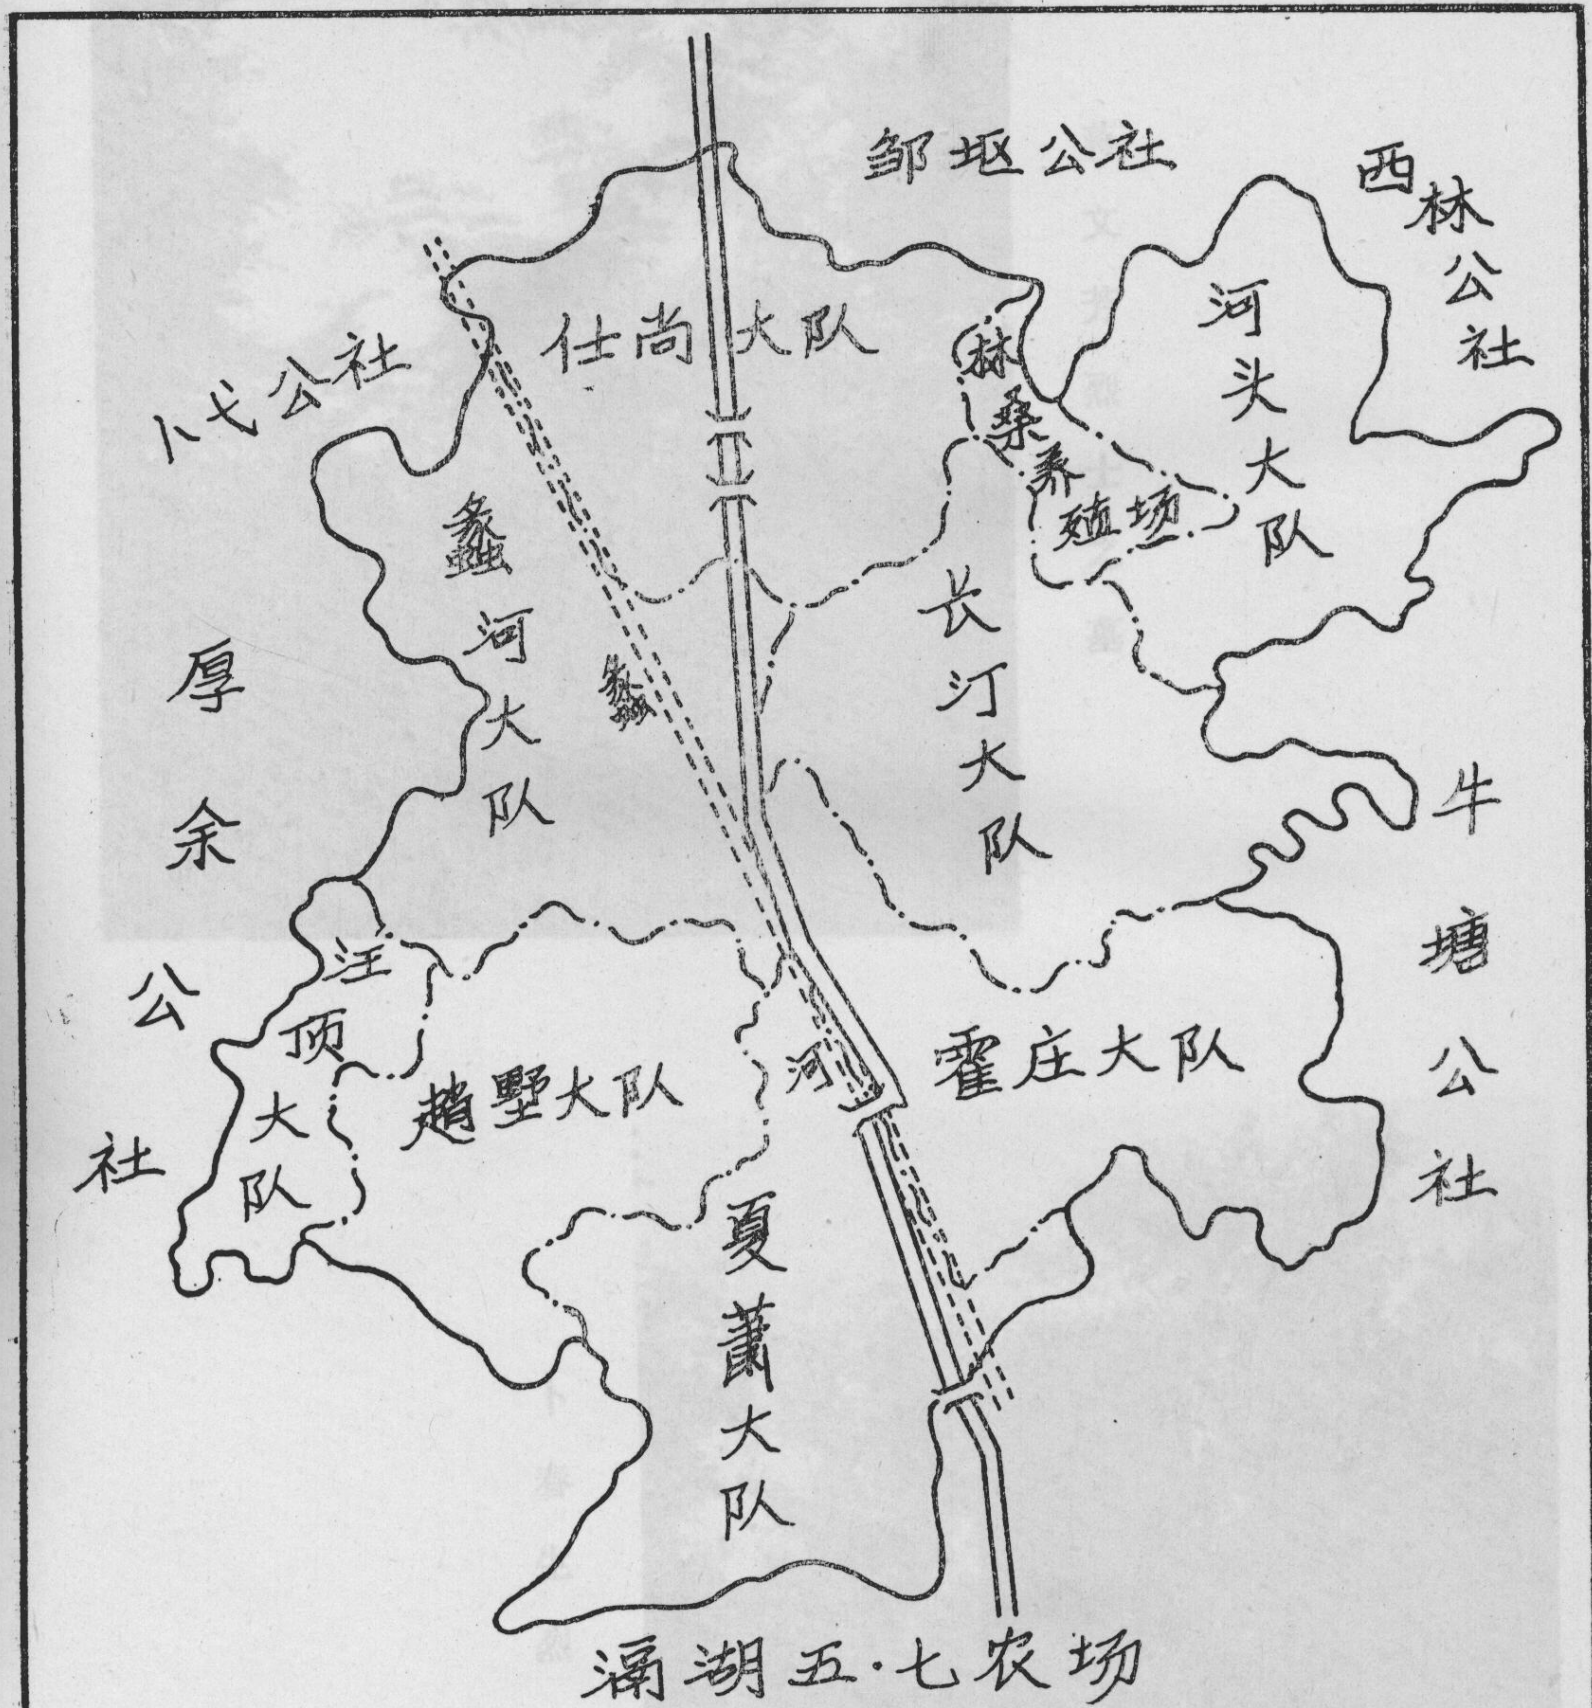 邹坵公社
西林公社
卜弋公社
仕尚大队
河头大队
林桑养殖场
蠡河大队
长汀大队
蠡河
厚余公社
牛塘公社
汪顶大队
趙墅大队
霍庄大队
夏萧大队
滆湖五·七农场